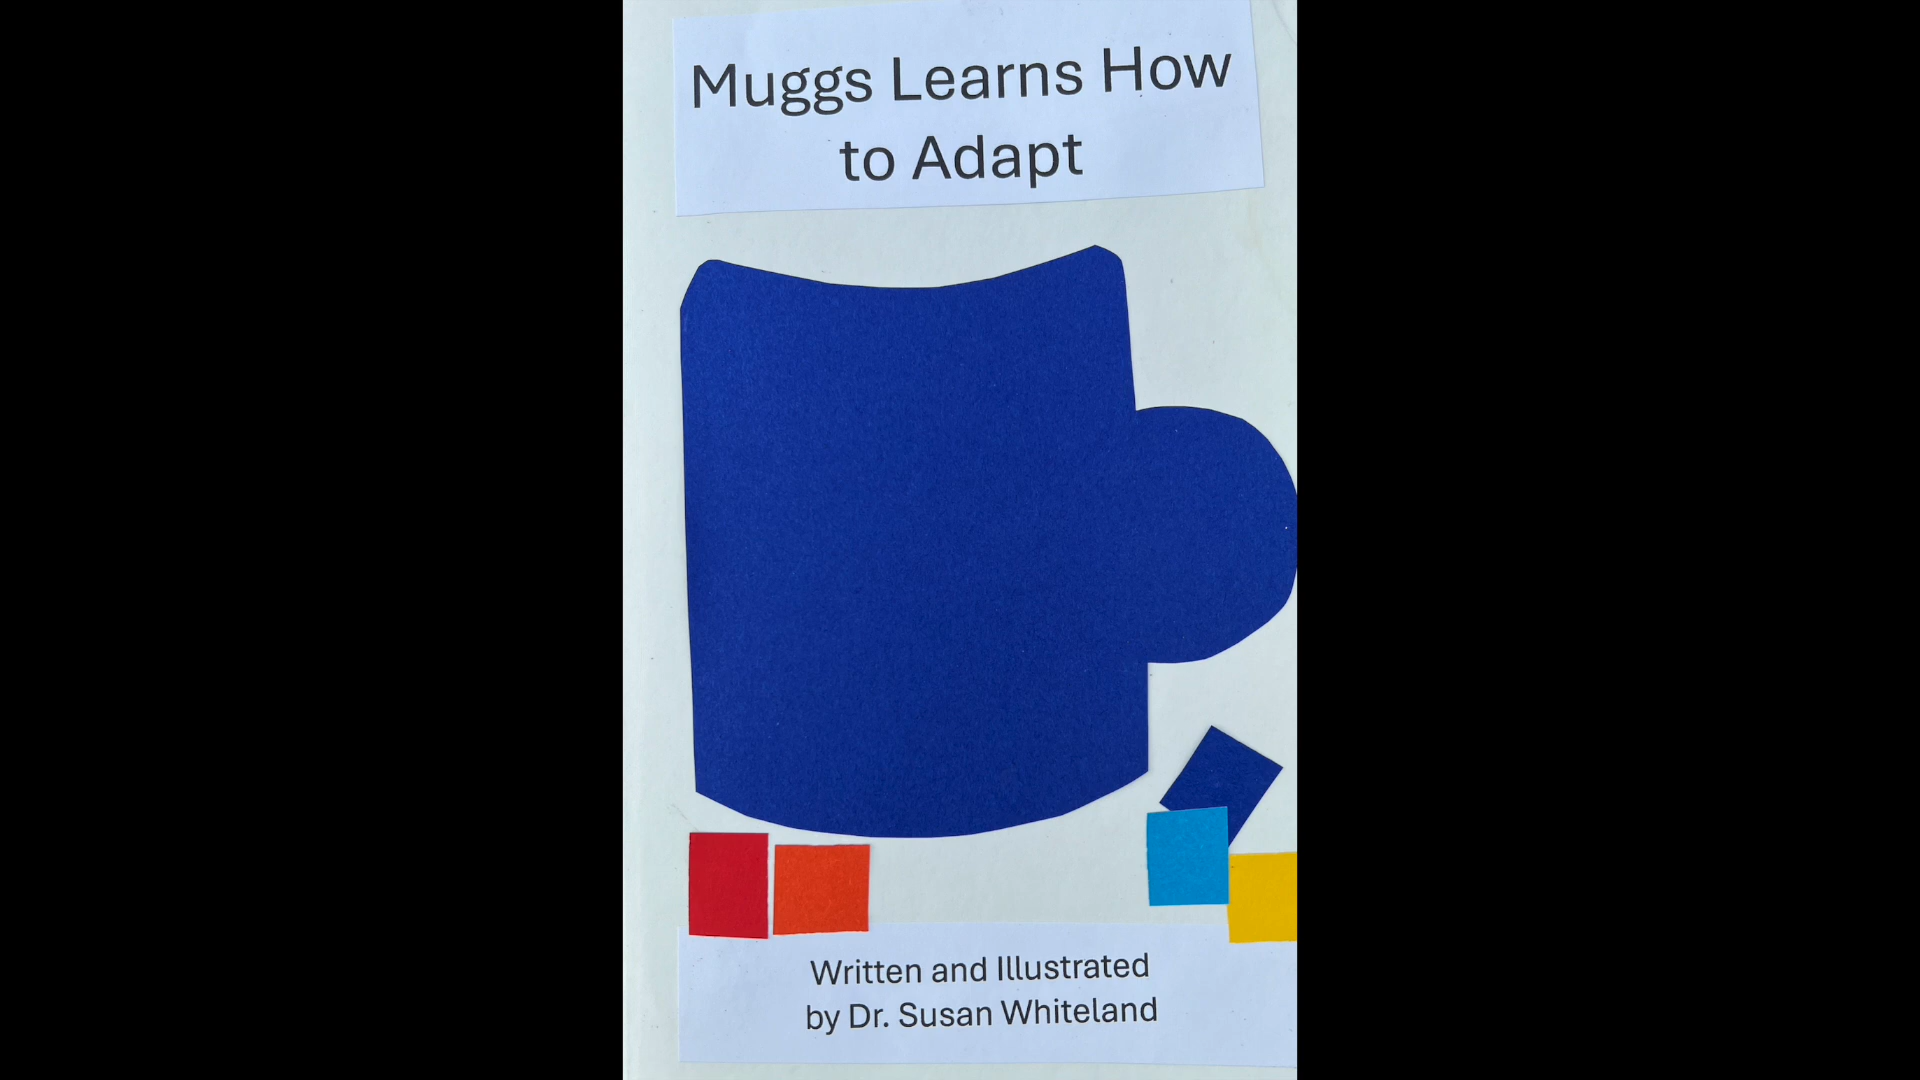 Muggs Learns How
to Adapt
Written and Illustrated
by Dr. Susan Whiteland